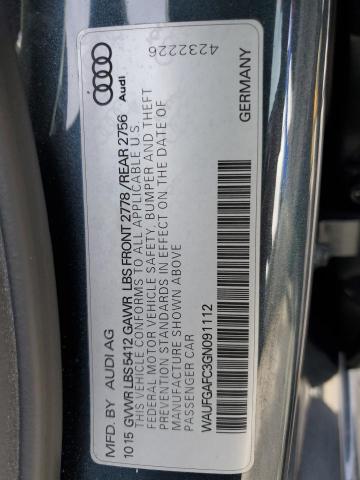 MFD. BY AUDI AG
10 15 GVWR LBS 5412 GAWR LBS FRONT 2778 / REAR 2756
THIS VEHICLE CONFORMS TO ALL APPLICABLE U.S.
FEDERAL MOTOR VEHICLE SAFETY, BUMPER AND THEFT
PREVENTION STANDARDS IN EFFECT ON THE DATE OF
MANUFACTURE SHOWN ABOVE
PASSENGER CAR
WAUFGAFC3GN091112
Audi
4232226
GERMANY